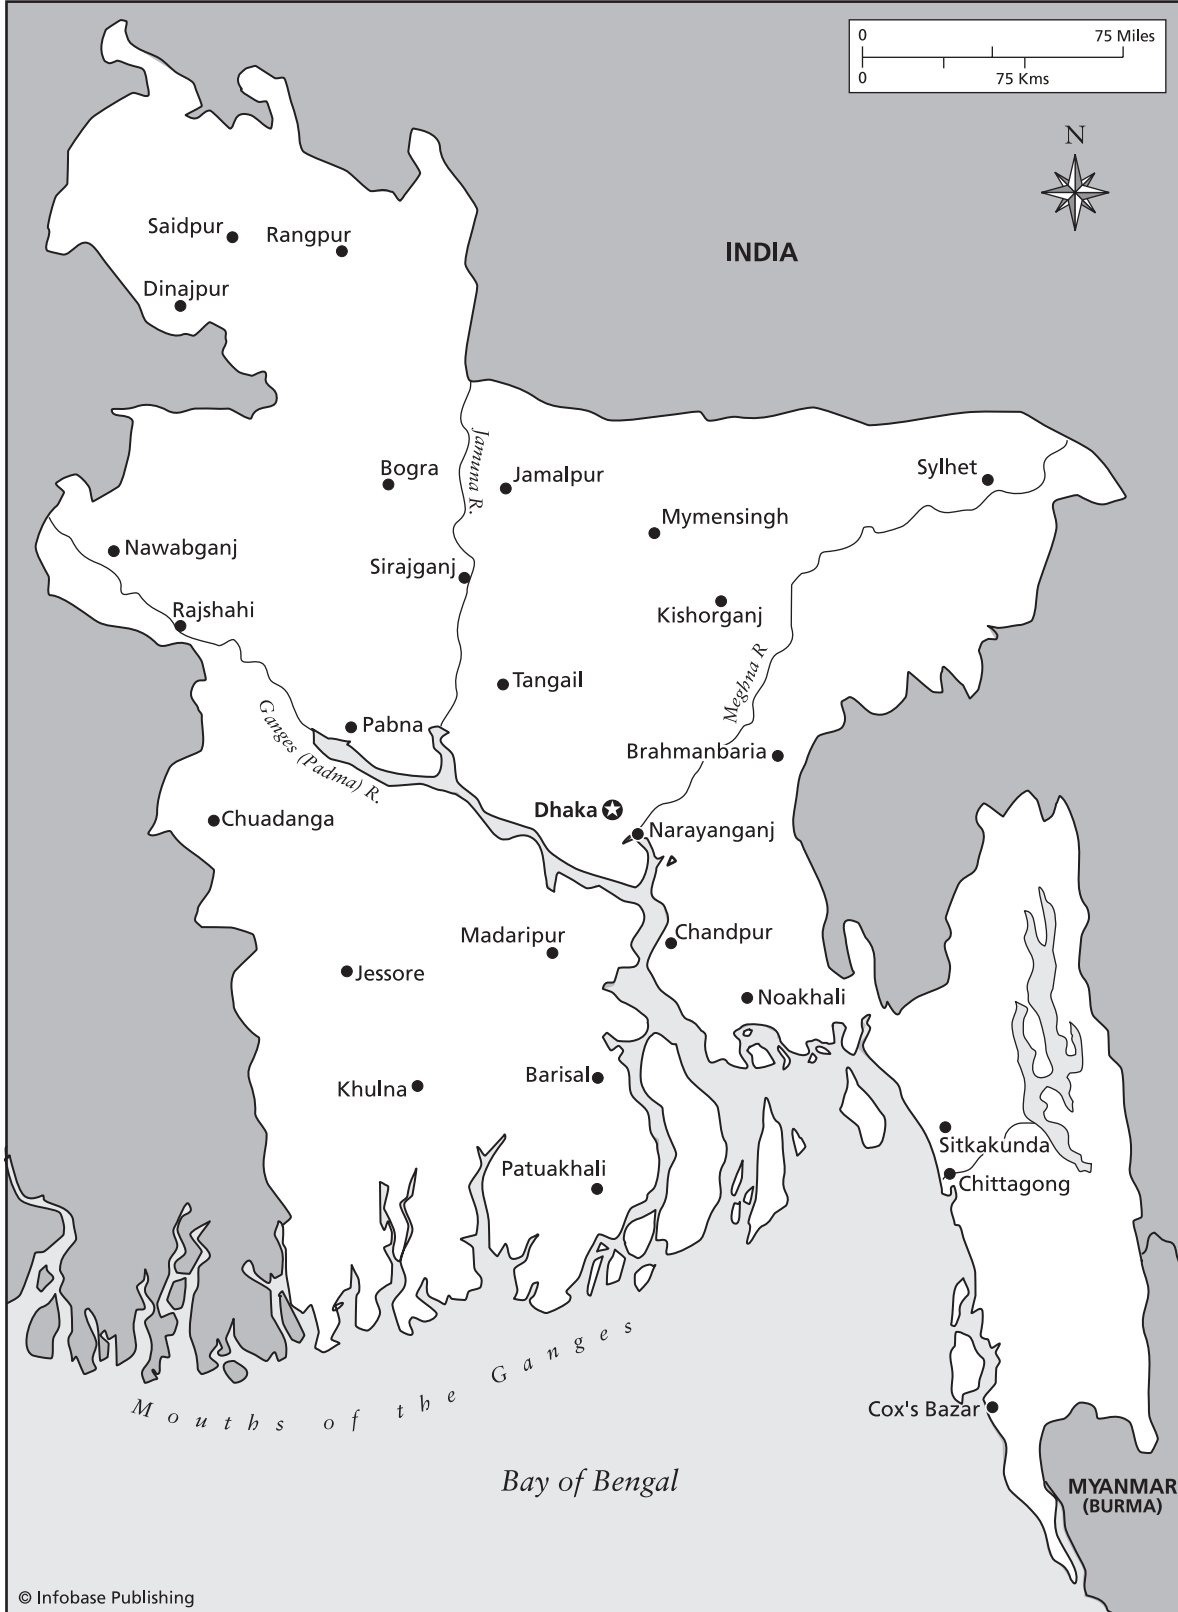 0 75 Miles
0 75 Kms
N
INDIA
Saidpur
Rangpur
Dinajpur
Jamuna R.
Bogra
Jamalpur
Sylhet
Mymensingh
Nawabganj
Sirajganj
Rajshahi
Kishorganj
Meghna R
Tangail
Ganges (Padma) R.
Pabna
Brahmanbaria
Dhaka
Chuadanga
Narayanganj
Madaripur
Chandpur
Jessore
Noakhali
Barisal
Khulna
Sitkakunda
Patuakhali
Chittagong
Mouths of the Ganges
Cox's Bazar
Bay of Bengal
MYANMAR
(BURMA)
© Infobase Publishing